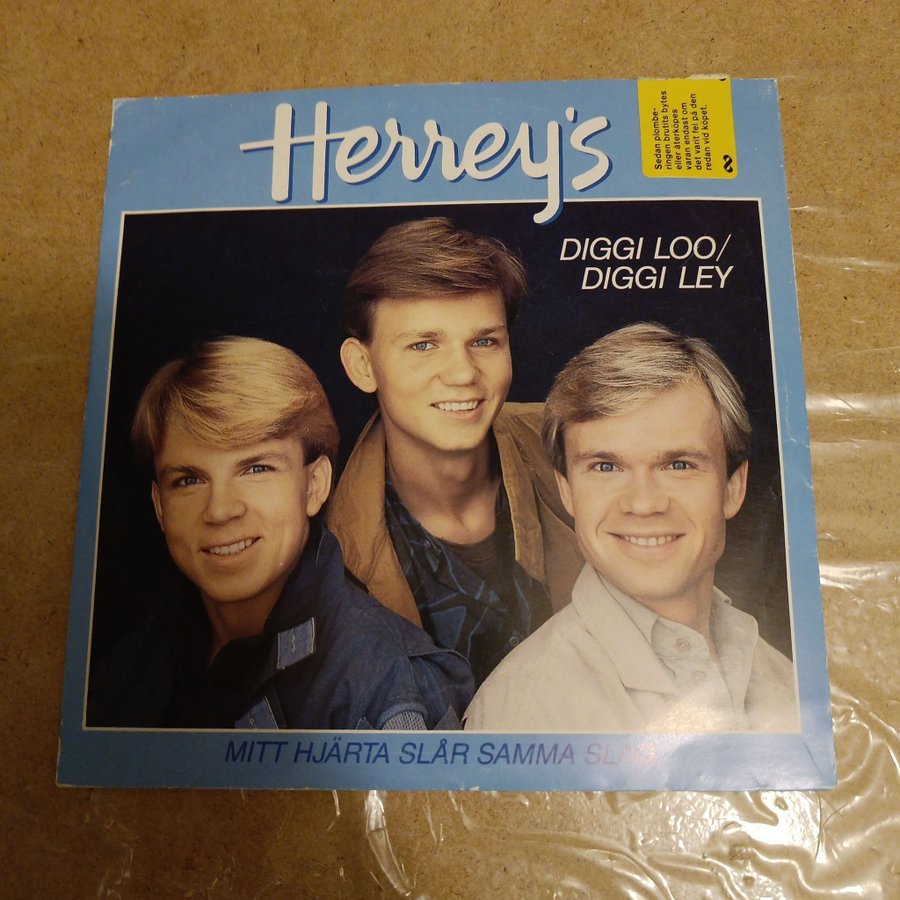 Herrey's
Sedan plombe-
ringen brutits bytes
eller återköpes
varan endast om
det varit fel på den
redan vid köpet.
DIGGI LOO/
DIGGI LEY
MITT HJÄRTA SLÅR SAMMA SLAG